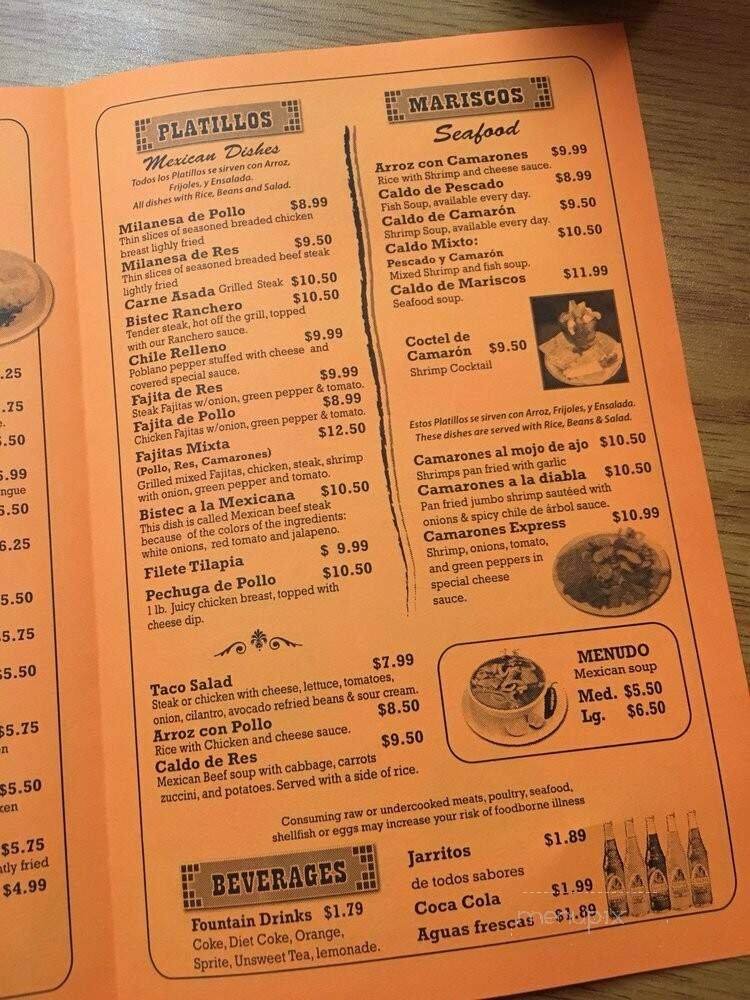 .25
.75
.50
5.99
ngue
5.50
6.25
5.50
$5.75
$5.50
$5.75
$5.50
ken
$5.75
htly fried
$4.99
PLATILLOS
Mexican Dishes
Todos los Platillos se sirven con Arroz,
Frijoles, y Ensalada.
All dishes with Rice, Beans and Salad.
Milanesa de Pollo $8.99
Thin slices of seasoned breaded chicken
breast lighly fried
Milanesa de Res $9.50
Thin slices of seasoned breaded beef steak
lightly fried
Carne Asada Grilled Steak $10.50
Bistec Ranchero $10.50
Tender steak, hot off the grill, topped
with our Ranchero sauce.
Chile Relleno $9.99
Poblano pepper stuffed with cheese and
covered special sauce.
Fajita de Res $9.99
Steak Fajitas w/onion, green pepper & tomato.
Fajita de Pollo $8.99
Chicken Fajitas w/onion, green pepper & tomato.
Fajitas Mixta $12.50
(Pollo, Res, Camarones)
Grilled mixed Fajitas, chicken, steak, shrimp
with onion, green pepper and tomato.
Bistec a la Mexicana $10.50
This dish is called Mexican beef steak
because of the colors of the ingredients:
white onions, red tomato and jalapeno.
Filete Tilapia $ 9.99
Pechuga de Pollo $10.50
1 lb. Juicy chicken breast, topped with
cheese dip.
Taco Salad $7.99
Steak or chicken with cheese, lettuce, tomatoes,
onion, cilantro, avocado refried beans & sour cream.
Arroz con Pollo $8.50
Rice with Chicken and cheese sauce.
Caldo de Res $9.50
Mexican Beef soup with cabbage, carrots
zuccini, and potatoes. Served with a side of rice.
MARISCOS
Seafood
Arroz con Camarones $9.99
Rice with Shrimp and cheese sauce.
Caldo de Pescado $8.99
Fish Soup, available every day.
Caldo de Camarón $9.50
Shrimp Soup, available every day.
Caldo Mixto: $10.50
Pescado y Camarón
Mixed Shrimp and fish soup.
Caldo de Mariscos $11.99
Seafood soup.
Coctel de
Camarón $9.50
Shrimp Cocktail
Estos Platillos se sirven con Arroz, Frijoles, y Ensalada.
These dishes are served with Rice, Beans & Salad.
Camarones al mojo de ajo $10.50
Shrimps pan fried with garlic
Camarones a la diabla $10.50
Pan fried jumbo shrimp sautéed with
onions & spicy chile de árbol sauce.
Camarones Express $10.99
Shrimp, onions, tomato,
and green peppers in
special cheese
sauce.
MENUDO
Mexican soup
Med. $5.50
Lg. $6.50
Consuming raw or undercooked meats, poultry, seafood,
shellfish or eggs may increase your risk of foodborne illness
BEVERAGES
Fountain Drinks $1.79
Coke, Diet Coke, Orange,
Sprite, Unsweet Tea, lemonade.
Jarritos $1.89
de todos sabores
Coca Cola $1.99
Aguas frescas $1.89
menupix